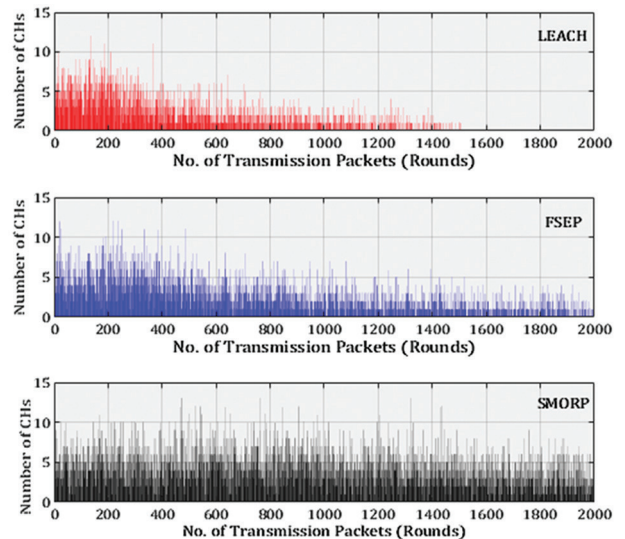 15
10
5
0
Number of CHs
LEACH
0 200 400 600 800 1000 1200 1400 1600 1800 2000
No. of Transmission Packets (Rounds)
15
10
5
0
Number of CHs
FSEP
0 200 400 600 800 1000 1200 1400 1600 1800 2000
No. of Transmission Packets (Rounds)
15
10
5
0
Number of CHs
SMORP
0 200 400 600 800 1000 1200 1400 1600 1800 2000
No. of Transmission Packets (Rounds)